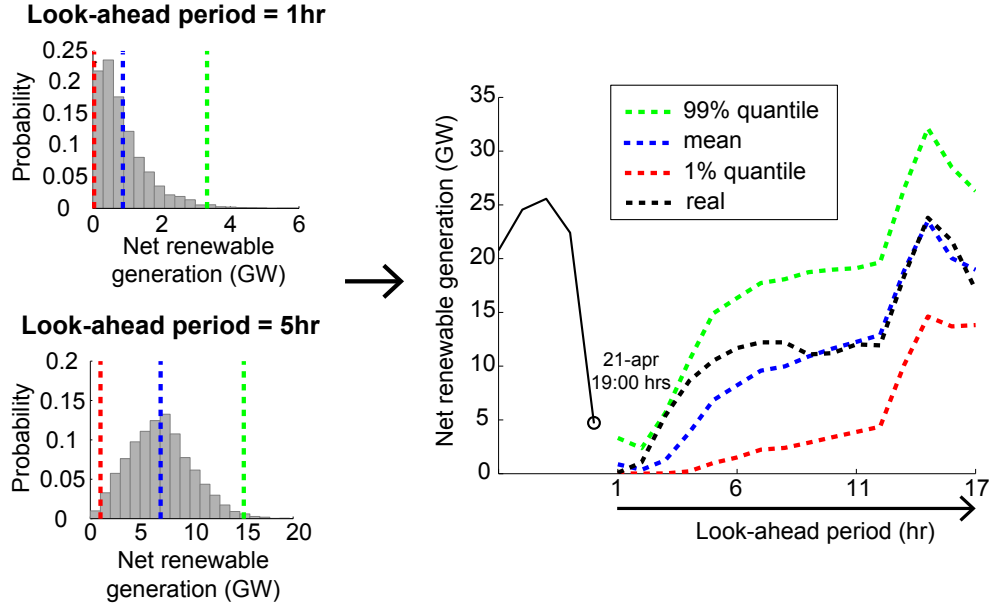 Look-ahead period = 1hr
0.25
0.2
0.15
0.1
0.05
0
Probability
0 2 4 6
Net renewable
generation (GW)
Look-ahead period = 5hr
0.2
0.15
0.1
0.05
0
Probability
0 5 10 15 20
Net renewable
generation (GW)
35
30
25
20
15
10
5
0
Net renewable generation (GW)
99% quantile
mean
1% quantile
real
21-apr
19:00 hrs
1 6 11 17
Look-ahead period (hr)